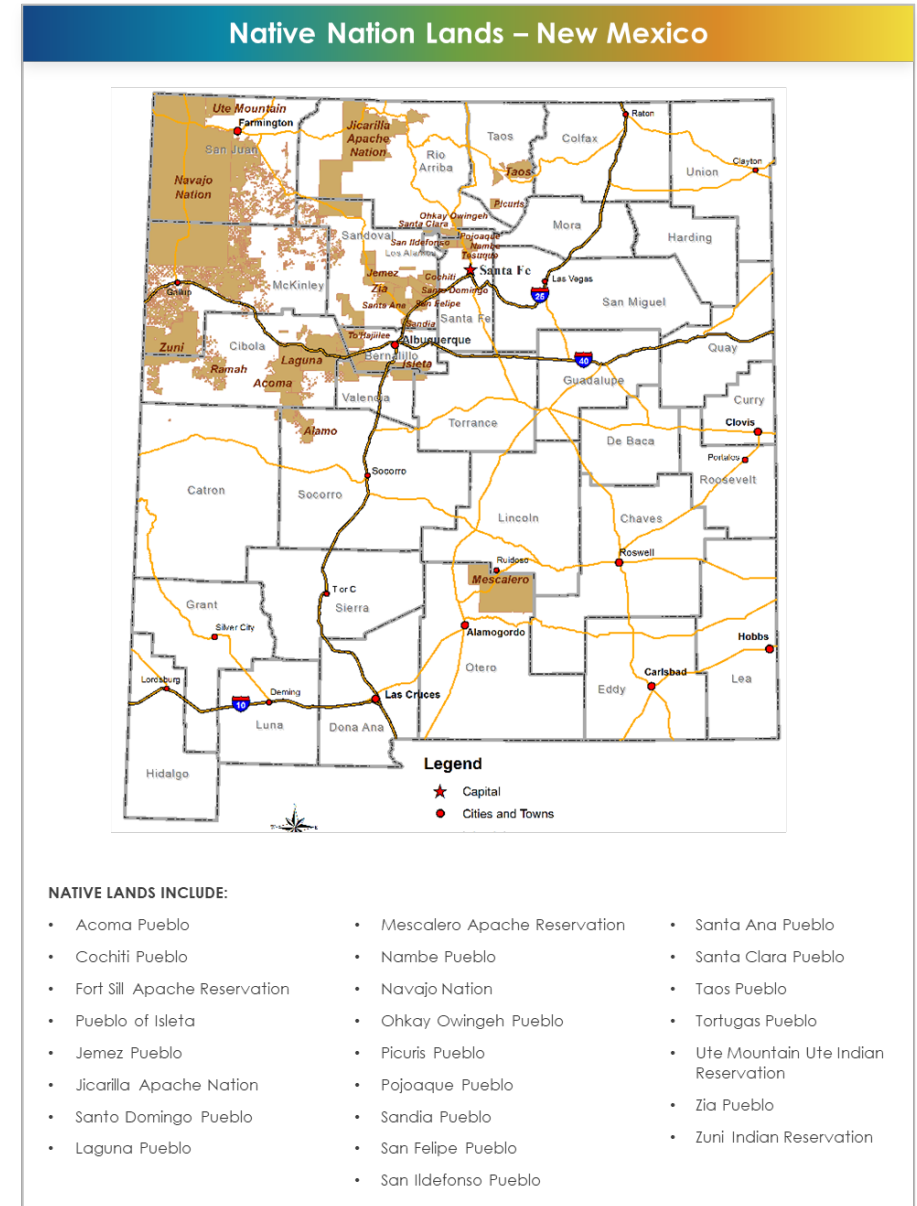 Native Nation Lands – New Mexico
Ute Mountain
Farmington
San Juan
Jicarilla
Apache
Nation
Rio
Arriba
Taos
Colfax
Raton
Union
Clayton
Navajo
Nation
Taos
Picuris
Ohkay Owingeh
Santa Clara
Mora
Harding
Sandoval
San Ildefonso
Pojoaque
Nambe
Tesuque
Los Alamos
Santa Fe
McKinley
Gallup
Jemez
Zia
Cochiti
Santo Domingo
Santa Ana
San Felipe
Las Vegas
25
San Miguel
Sandia
Santa Fe
Zuni
Cibola
To'Hajiilee
Albuquerque
Bernalillo
Isleta
Laguna
Ramah
Acoma
40
Guadalupe
Quay
Valencia
Curry
Clovis
Alamo
Torrance
De Baca
Portales
Roosevelt
Socorro
Catron
Socorro
Lincoln
Chaves
Roswell
Ruidoso
Mescalero
T or C
Sierra
Grant
Silver City
Alamogordo
Otero
Hobbs
Lea
Carlsbad
Eddy
Lordsburg
10
Deming
Las Cruces
Luna
Dona Ana
Hidalgo
Legend
Capital
Cities and Towns
NATIVE LANDS INCLUDE:
• Acoma Pueblo
• Cochiti Pueblo
• Fort Sill Apache Reservation
• Pueblo of Isleta
• Jemez Pueblo
• Jicarilla Apache Nation
• Santo Domingo Pueblo
• Laguna Pueblo
• Mescalero Apache Reservation
• Nambe Pueblo
• Navajo Nation
• Ohkay Owingeh Pueblo
• Picuris Pueblo
• Pojoaque Pueblo
• Sandia Pueblo
• San Felipe Pueblo
• San Ildefonso Pueblo
• Santa Ana Pueblo
• Santa Clara Pueblo
• Taos Pueblo
• Tortugas Pueblo
• Ute Mountain Ute Indian
Reservation
• Zia Pueblo
• Zuni Indian Reservation